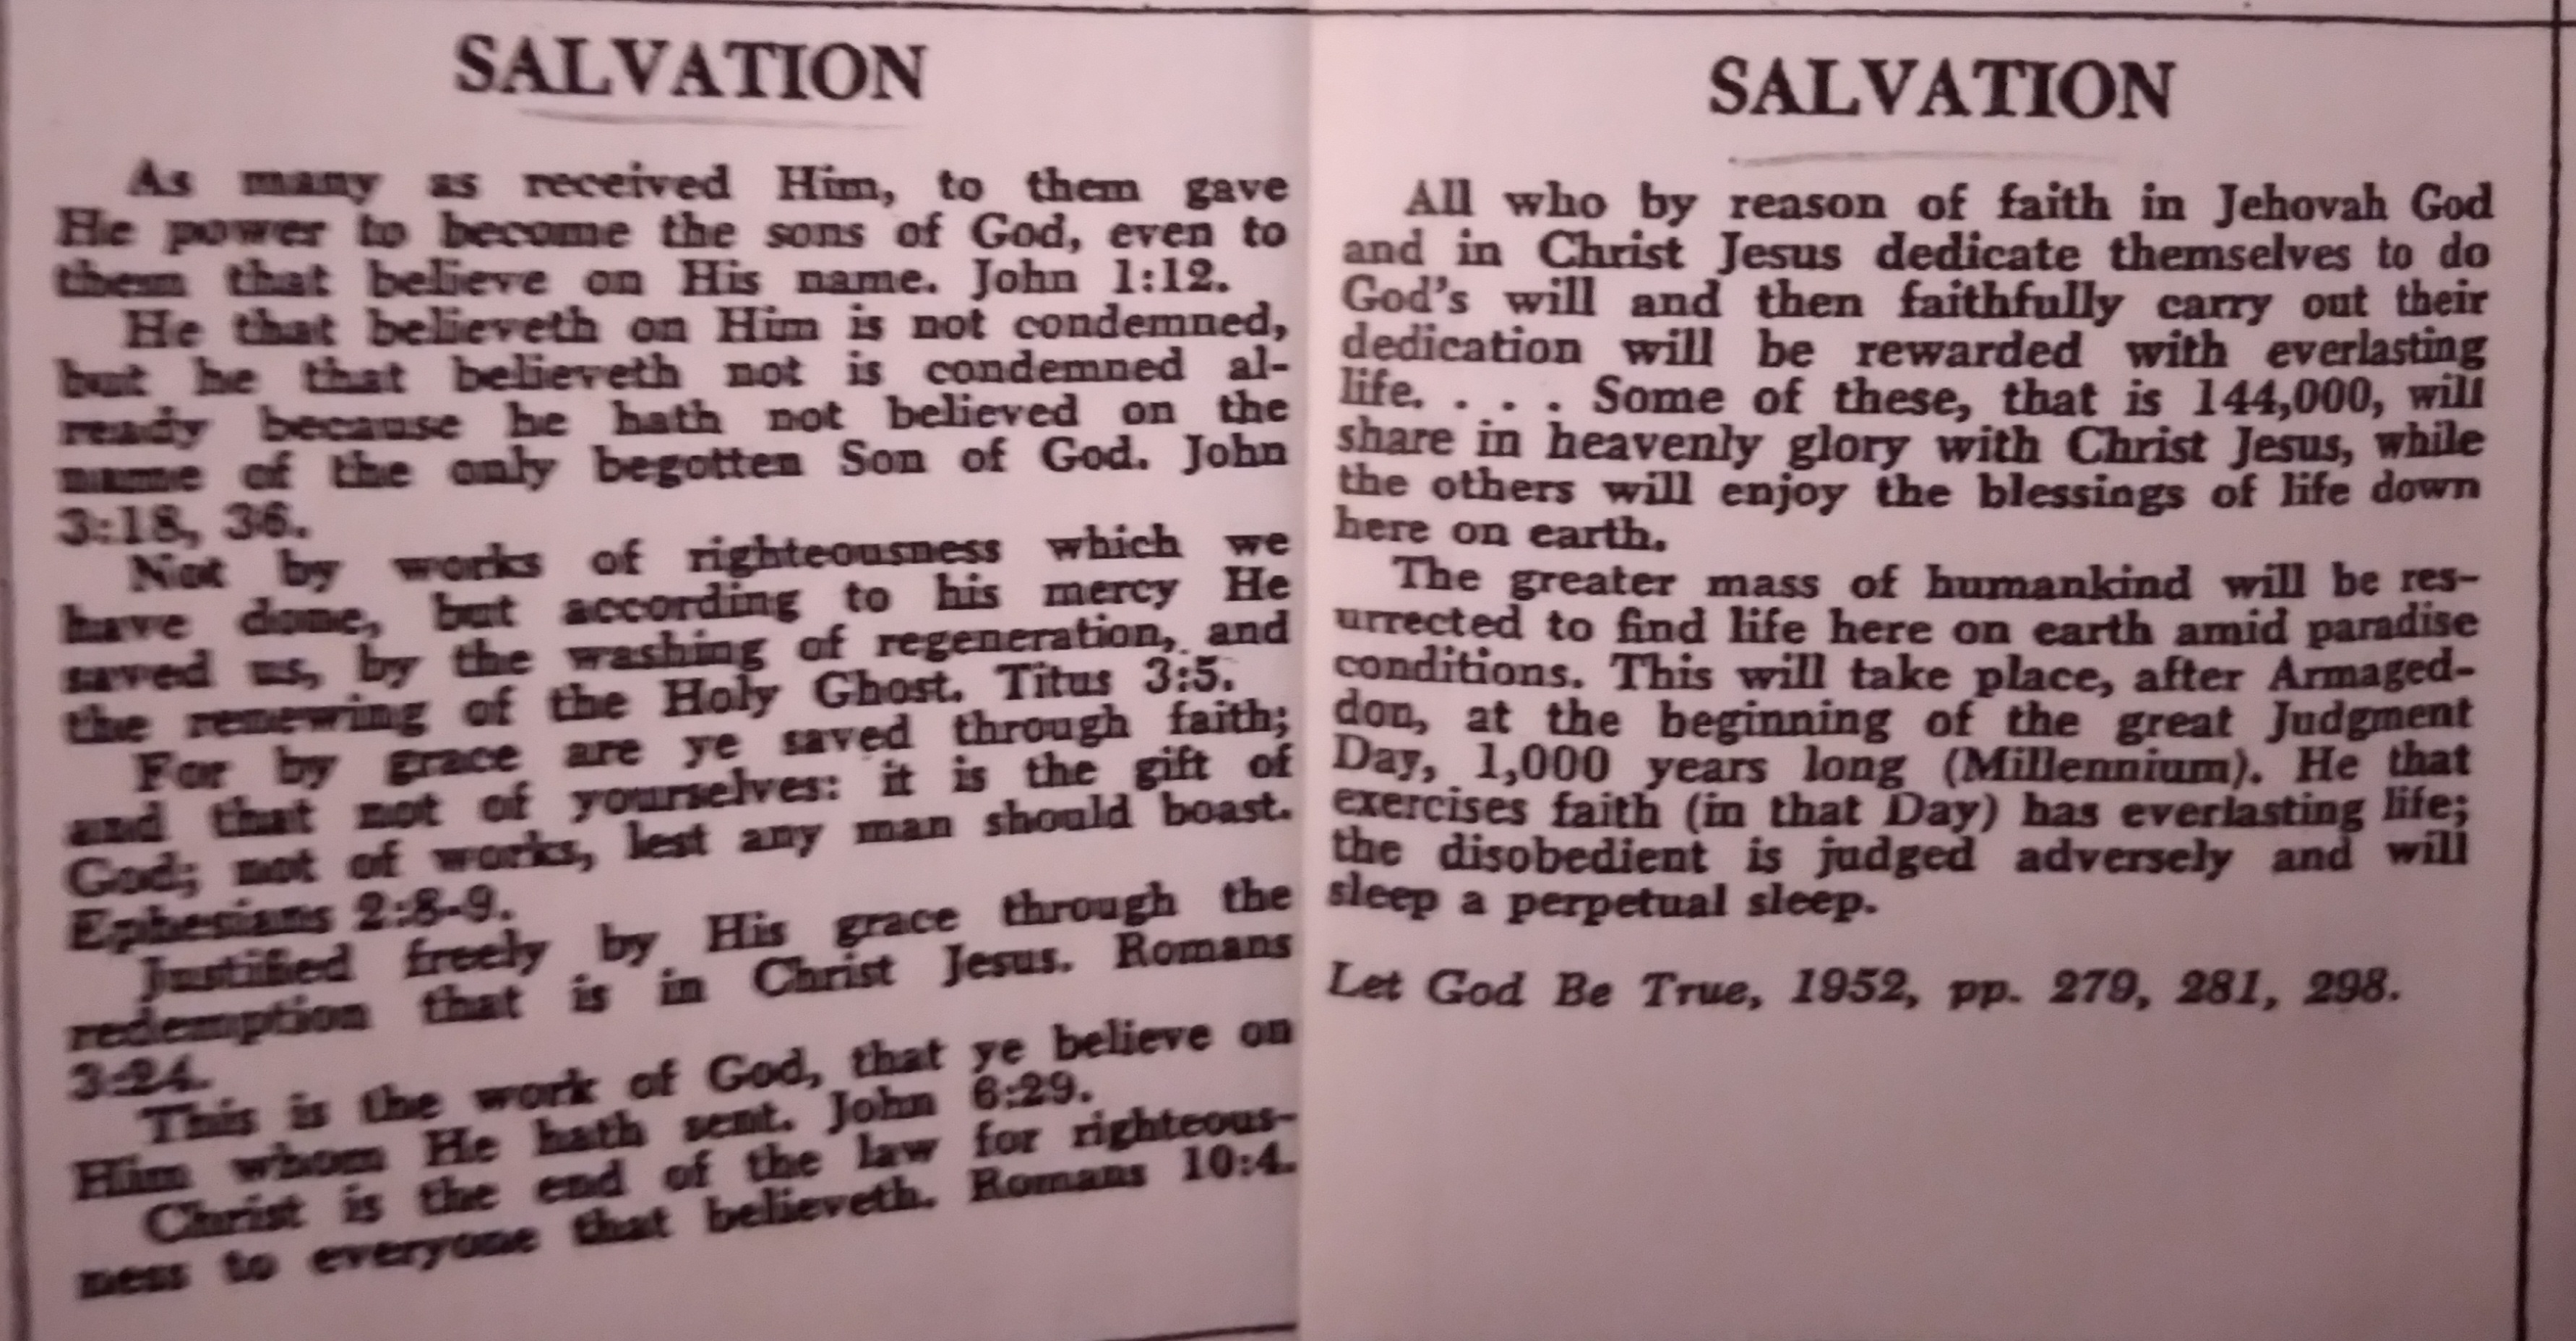 SALVATION
As many as received Him, to them gave
He power to become the sons of God, even to
them that believe on His name. John 1:12.
He that believeth on Him is not condemned,
but he that believeth not is condemned al-
ready because he hath not believed on the
name of the only begotten Son of God. John
3:18, 36.
Not by works of righteousness which we
have done, but according to his mercy He
saved us, by the washing of regeneration, and
the renewing of the Holy Ghost. Titus 3:5.
For by grace are ye saved through faith;
and that not of yourselves: it is the gift of
God; not of works, lest any man should boast.
Ephesians 2:8-9.
Justified freely by His grace through the
redemption that is in Christ Jesus. Romans
3:24.
This is the work of God, that ye believe on
Him whom He hath sent. John 6:29.
Christ is the end of the law for righteous-
ness to everyone that believeth. Romans 10:4.
SALVATION
All who by reason of faith in Jehovah God
and in Christ Jesus dedicate themselves to do
God's will and then faithfully carry out their
dedication will be rewarded with everlasting
life. . . . Some of these, that is 144,000, will
share in heavenly glory with Christ Jesus, while
the others will enjoy the blessings of life down
here on earth.
The greater mass of humankind will be res-
urrected to find life here on earth amid paradise
conditions. This will take place, after Armaged-
don, at the beginning of the great Judgment
Day, 1,000 years long (Millennium). He that
exercises faith (in that Day) has everlasting life;
the disobedient is judged adversely and will
sleep a perpetual sleep.
Let God Be True, 1952, pp. 279, 281, 298.